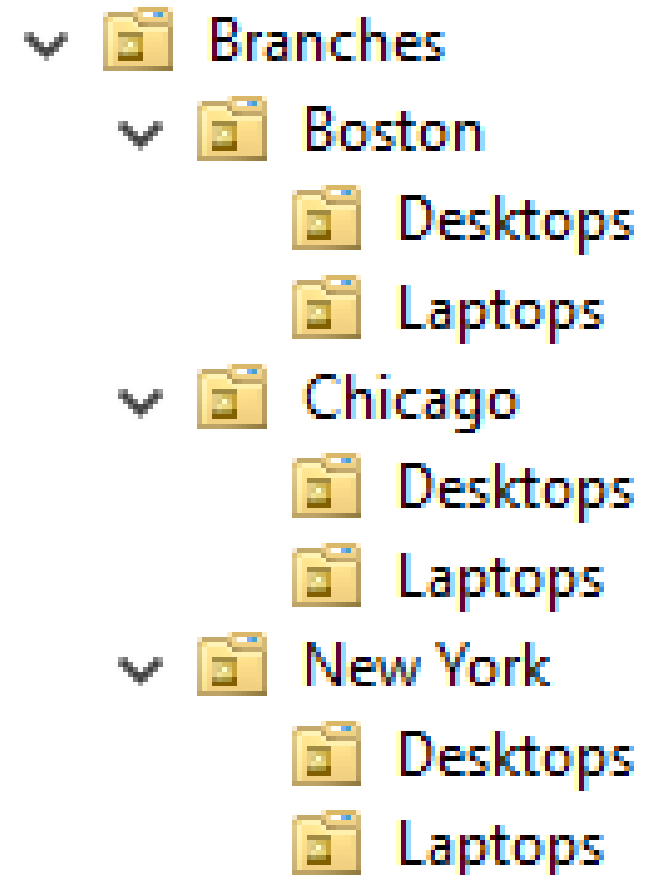 Branches
Boston
Desktops
Laptops
Chicago
Desktops
Laptops
New York
Desktops
Laptops